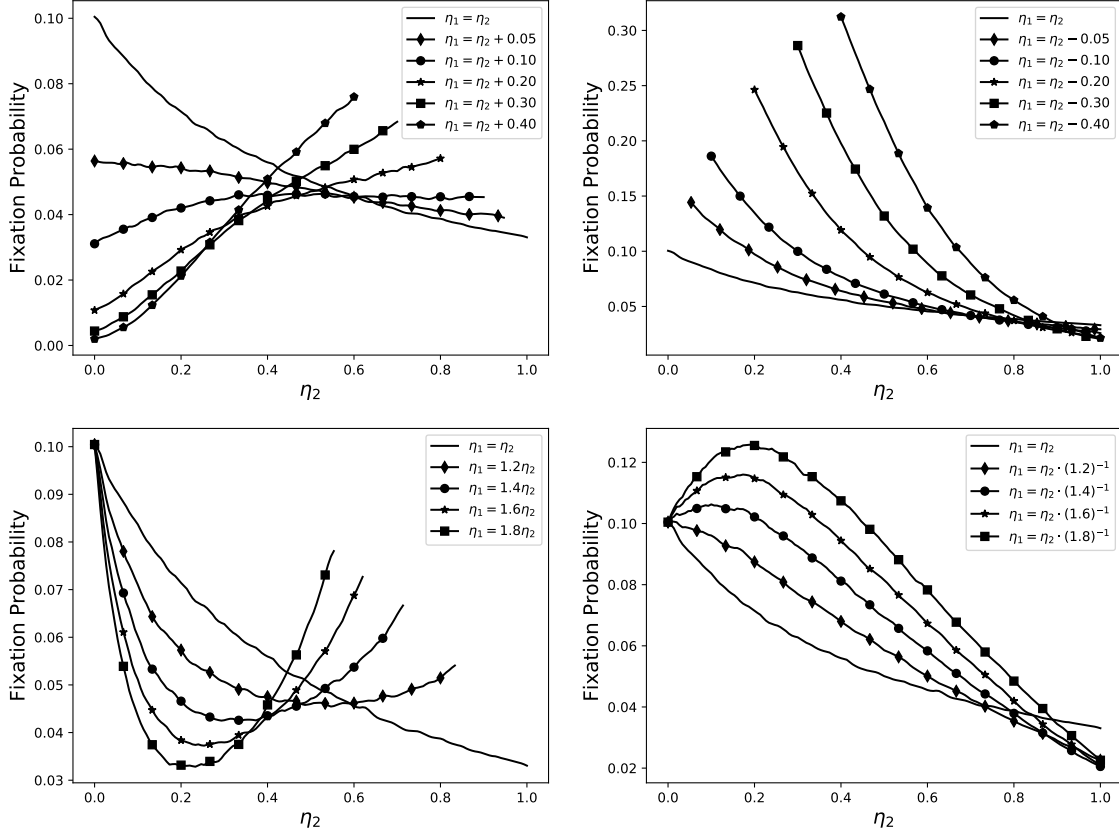 0.10
0.08
0.06
0.04
0.02
0.00
Fixation Probability
0.0 0.2 0.4 0.6 0.8 1.0
η₂
η₁ = η₂
η₁ = η₂ + 0.05
η₁ = η₂ + 0.10
η₁ = η₂ + 0.20
η₁ = η₂ + 0.30
η₁ = η₂ + 0.40
0.30
0.25
0.20
0.15
0.10
0.05
Fixation Probability
0.0 0.2 0.4 0.6 0.8 1.0
η₂
η₁ = η₂
η₁ = η₂ − 0.05
η₁ = η₂ − 0.10
η₁ = η₂ − 0.20
η₁ = η₂ − 0.30
η₁ = η₂ − 0.40
0.10
0.09
0.08
0.07
0.06
0.05
0.04
0.03
Fixation Probability
0.0 0.2 0.4 0.6 0.8 1.0
η₂
η₁ = η₂
η₁ = 1.2η₂
η₁ = 1.4η₂
η₁ = 1.6η₂
η₁ = 1.8η₂
0.12
0.10
0.08
0.06
0.04
0.02
Fixation Probability
0.0 0.2 0.4 0.6 0.8 1.0
η₂
η₁ = η₂
η₁ = η₂ · (1.2)⁻¹
η₁ = η₂ · (1.4)⁻¹
η₁ = η₂ · (1.6)⁻¹
η₁ = η₂ · (1.8)⁻¹